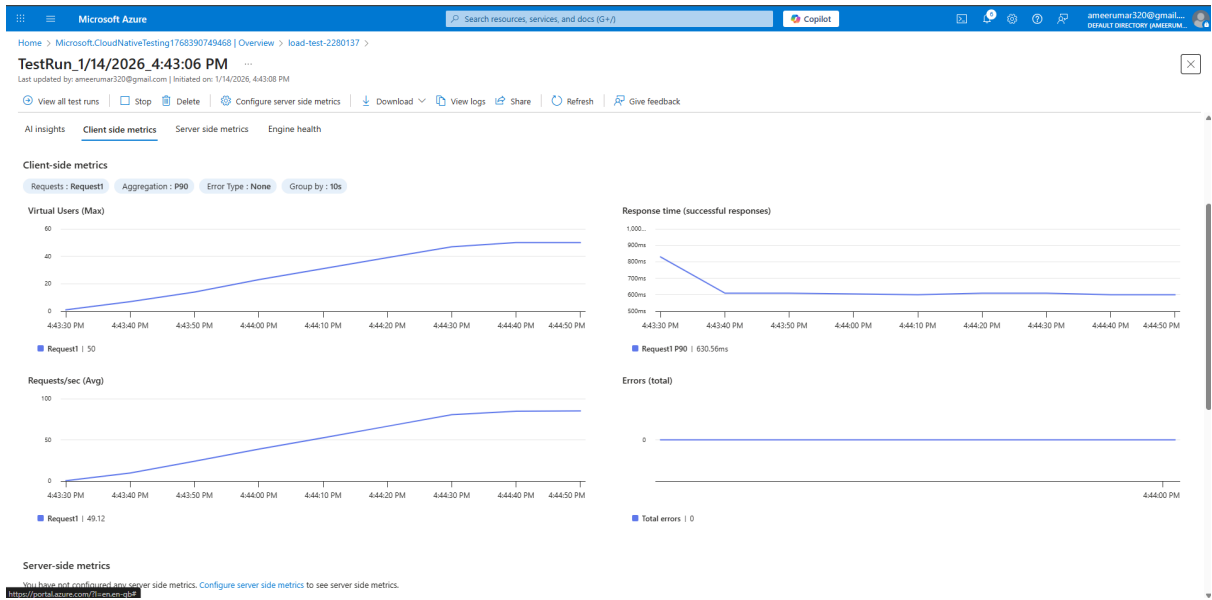 Microsoft Azure
Search resources, services, and docs (G+/)
Copilot
6
ameerumar320@gmail....
DEFAULT DIRECTORY (AMEERUM...
Home > Microsoft.CloudNativeTesting1768390749468 | Overview > load-test-2280137 >
TestRun_1/14/2026_4:43:06 PM ...
Last updated by: ameerumar320@gmail.com | Initiated on: 1/14/2026, 4:43:08 PM
View all test runs Stop Delete Configure server side metrics Download View logs Share Refresh Give feedback
AI insights Client side metrics Server side metrics Engine health
Client-side metrics
Requests : Request1 Aggregation : P90 Error Type : None Group by : 10s
Virtual Users (Max)
60
40
20
0
4:43:30 PM 4:43:40 PM 4:43:50 PM 4:44:00 PM 4:44:10 PM 4:44:20 PM 4:44:30 PM 4:44:40 PM 4:44:50 PM
Request1 | 50
Response time (successful responses)
1,000...
900ms
800ms
700ms
600ms
500ms
4:43:30 PM 4:43:40 PM 4:43:50 PM 4:44:00 PM 4:44:10 PM 4:44:20 PM 4:44:30 PM 4:44:40 PM 4:44:50 PM
Request1 P90 | 630.56ms
Requests/sec (Avg)
100
50
0
4:43:30 PM 4:43:40 PM 4:43:50 PM 4:44:00 PM 4:44:10 PM 4:44:20 PM 4:44:30 PM 4:44:40 PM 4:44:50 PM
Request1 | 49.12
Errors (total)
0
4:44:00 PM
Total errors | 0
Server-side metrics
You have not configured any server side metrics. Configure server side metrics to see server side metrics.
https://portal.azure.com/?l=en.en-gb#